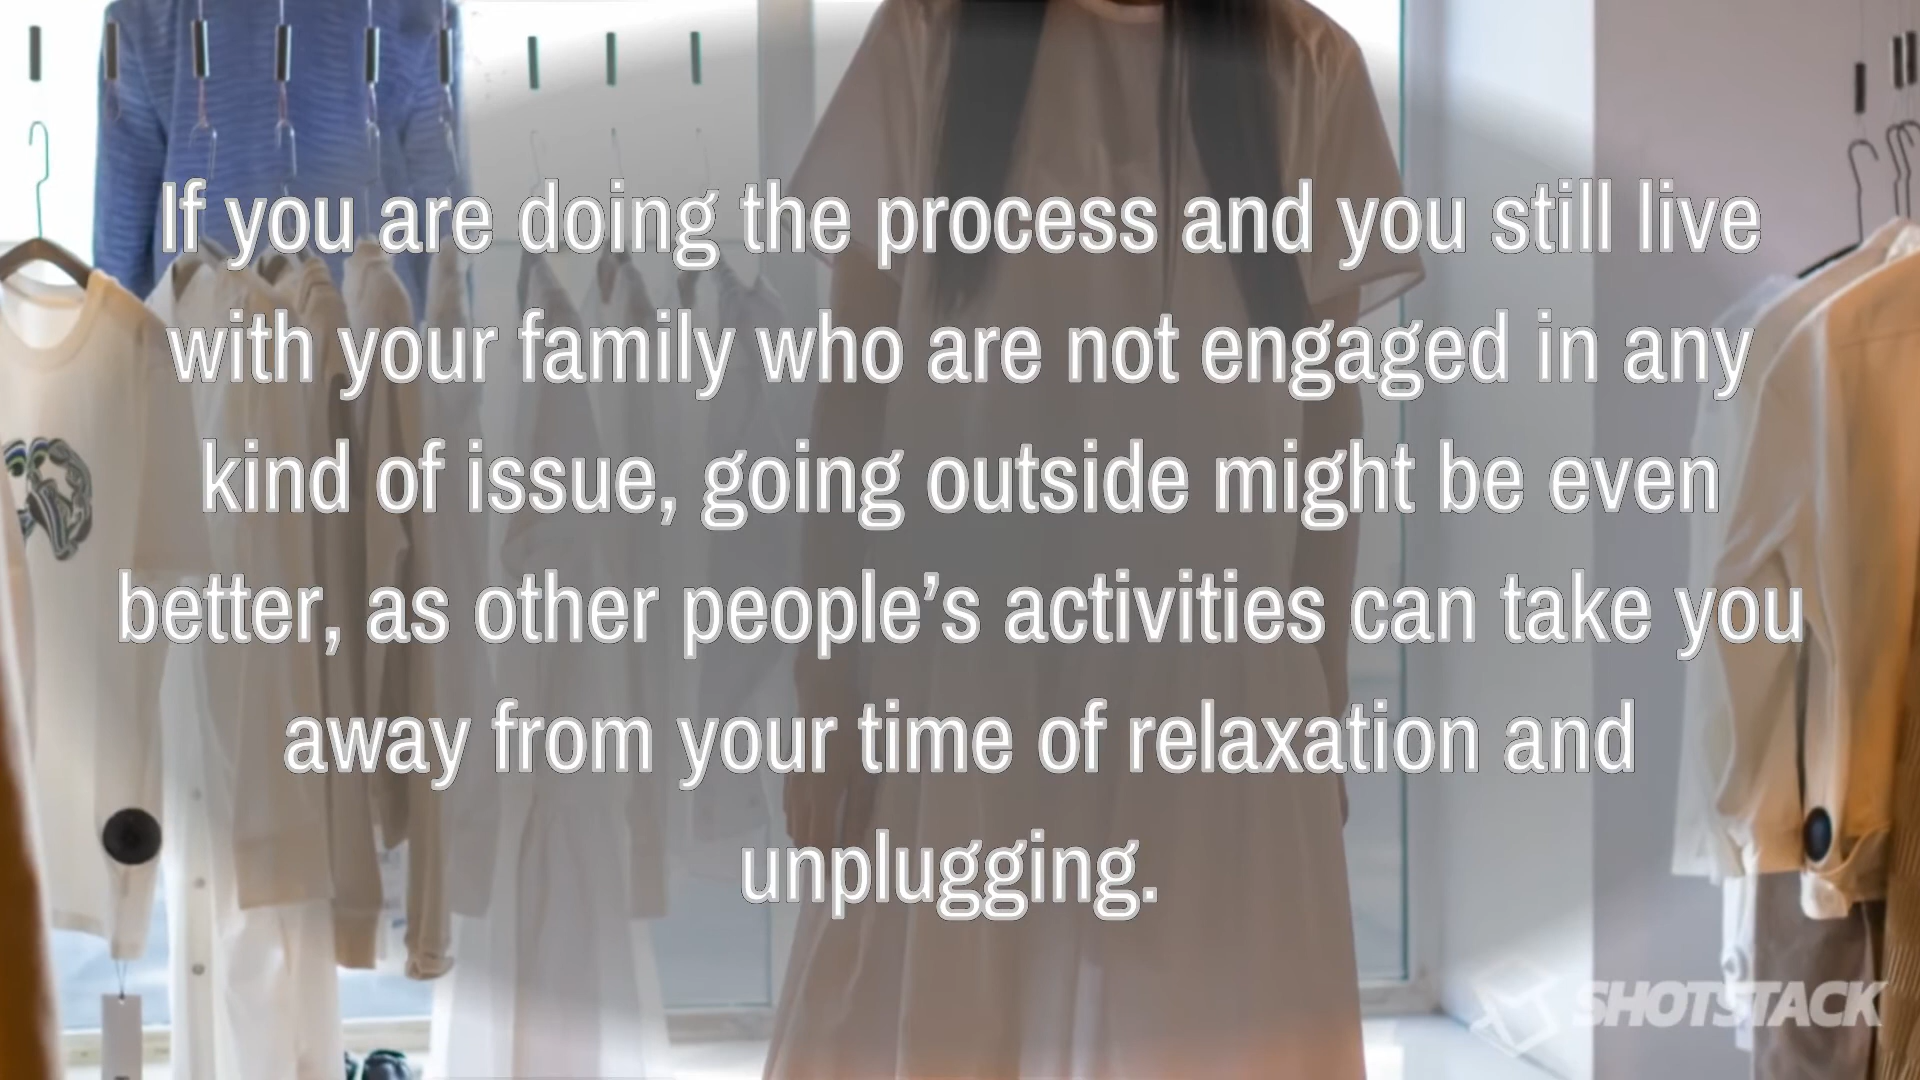 If you are doing the process and you still live
with your family who are not engaged in any
kind of issue, going outside might be even
better, as other people’s activities can take you
away from your time of relaxation and
unplugging.
SHOTSTACK